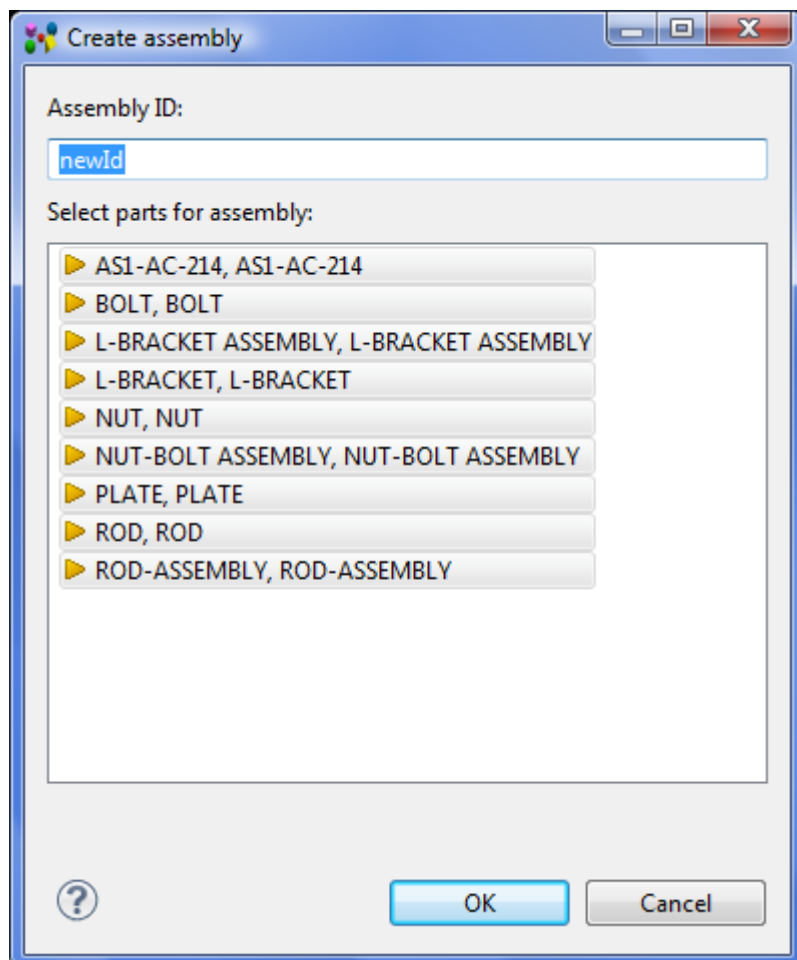 Create assembly
Assembly ID:
newId
Select parts for assembly:
AS1-AC-214, AS1-AC-214
BOLT, BOLT
L-BRACKET ASSEMBLY, L-BRACKET ASSEMBLY
L-BRACKET, L-BRACKET
NUT, NUT
NUT-BOLT ASSEMBLY, NUT-BOLT ASSEMBLY
PLATE, PLATE
ROD, ROD
ROD-ASSEMBLY, ROD-ASSEMBLY
? OK Cancel